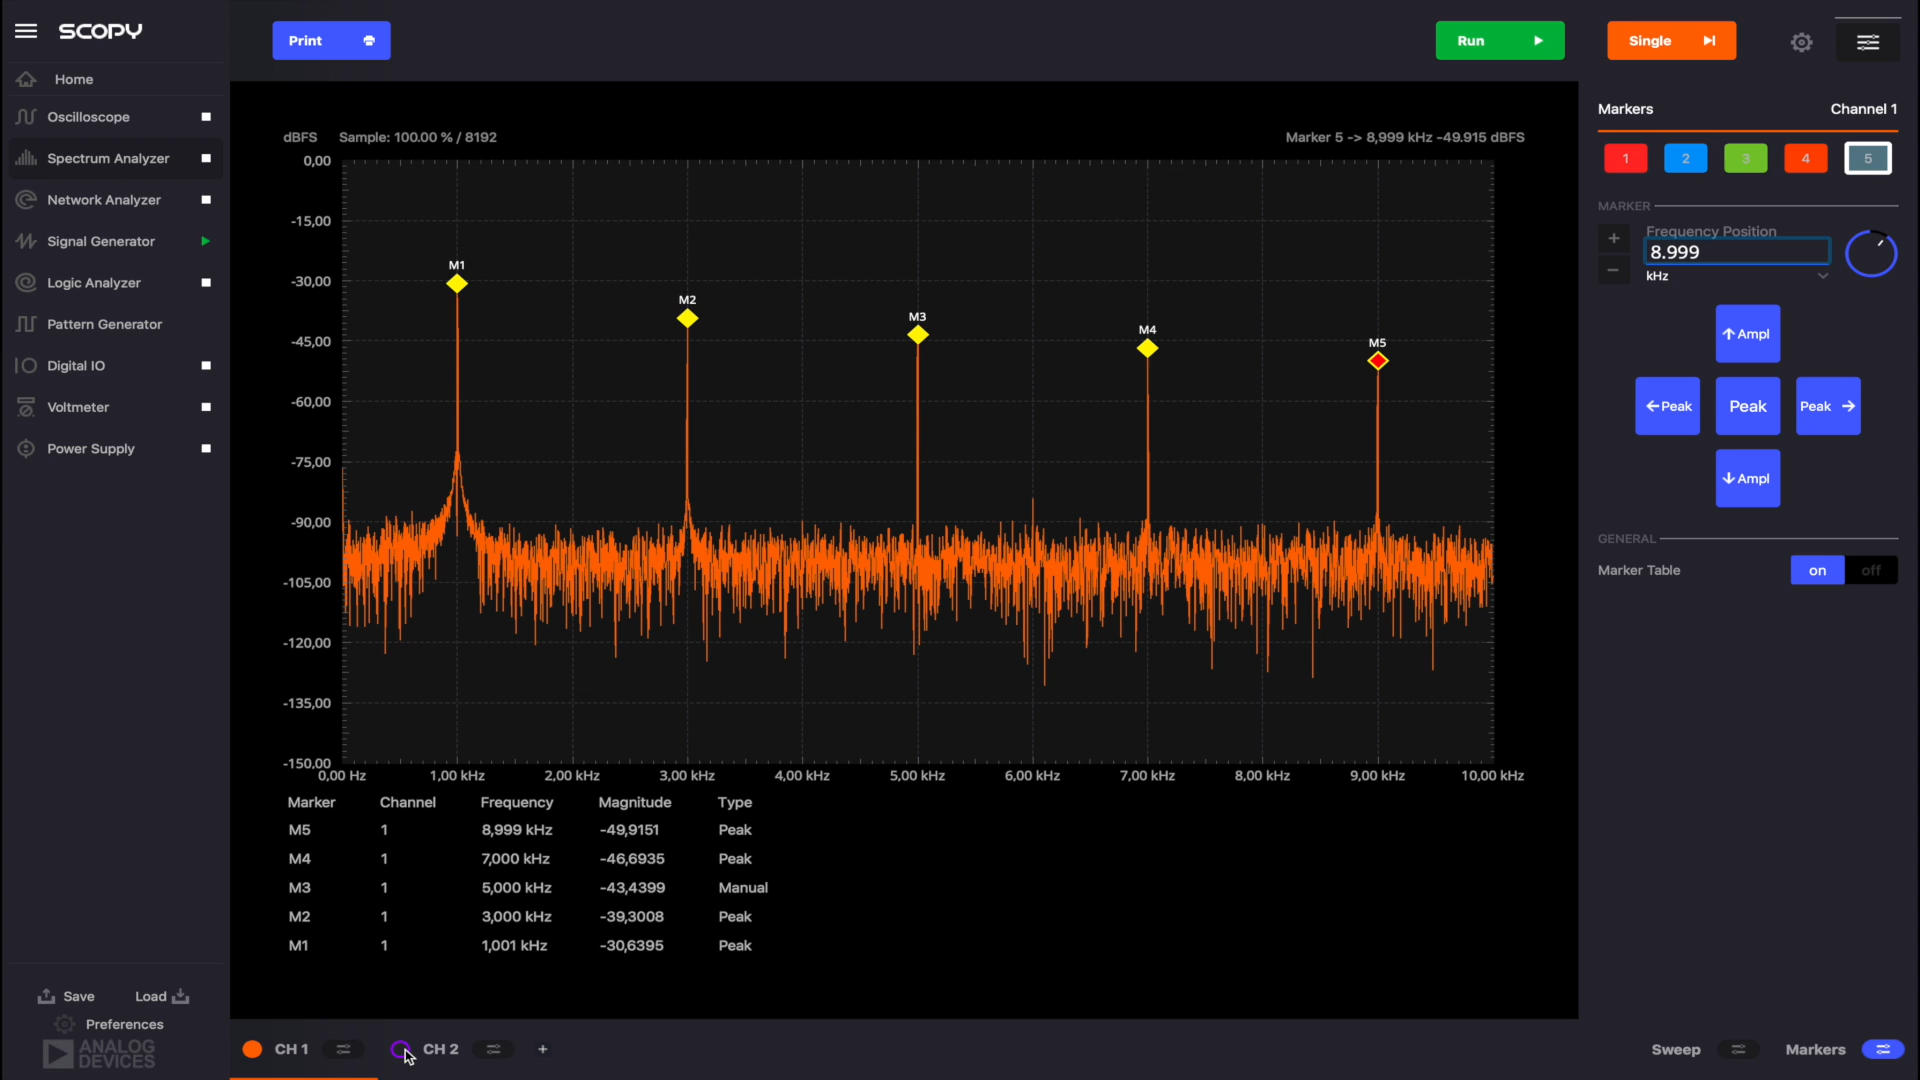 SCOPY
Home
Oscilloscope
Spectrum Analyzer
Network Analyzer
Signal Generator
Logic Analyzer
Pattern Generator
Digital IO
Voltmeter
Power Supply
Save Load
Preferences
ANALOG
DEVICES
Print
Run
Single
dBFS Sample: 100.00 % / 8192
Marker 5 -> 8,999 kHz -49.915 dBFS
0,00
-15,00
-30,00
-45,00
-60,00
-75,00
-90,00
-105,00
-120,00
-135,00
-150,00
M1
M2
M3
M4
M5
0,00 Hz 1,00 kHz 2,00 kHz 3,00 kHz 4,00 kHz 5,00 kHz 6,00 kHz 7,00 kHz 8,00 kHz 9,00 kHz 10,00 kHz
Marker Channel Frequency Magnitude Type
M5 1 8,999 kHz -49,9151 Peak
M4 1 7,000 kHz -46,6935 Peak
M3 1 5,000 kHz -43,4399 Manual
M2 1 3,000 kHz -39,3008 Peak
M1 1 1,001 kHz -30,6395 Peak
CH 1 CH 2 +
Markers Channel 1
1 2 3 4 5
MARKER
Frequency Position
+
8.999
−
kHz
↑ Ampl
← Peak Peak Peak →
↓ Ampl
GENERAL
Marker Table on off
Sweep Markers